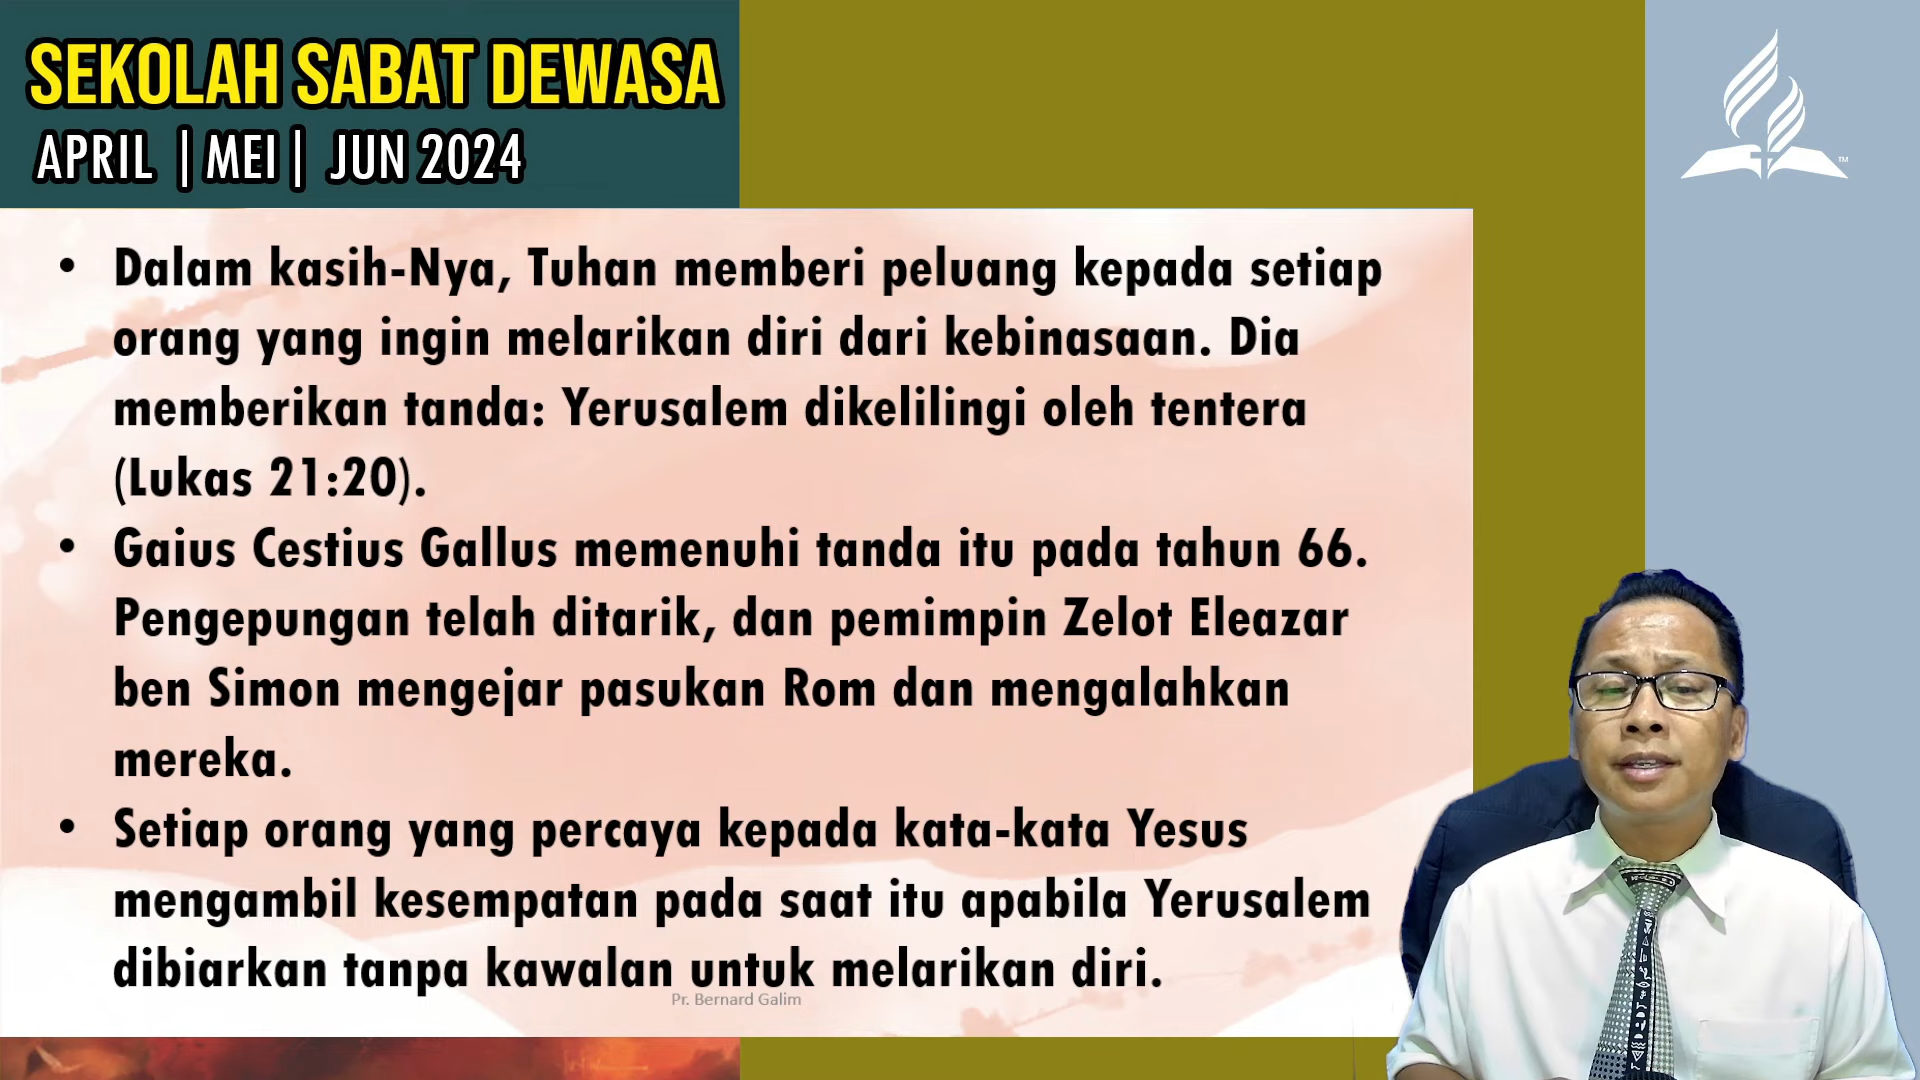 SEKOLAH SABAT DEWASA
APRIL | MEI | JUN 2024
TM
• Dalam kasih-Nya, Tuhan memberi peluang kepada setiap
orang yang ingin melarikan diri dari kebinasaan. Dia
memberikan tanda: Yerusalem dikelilingi oleh tentera
(Lukas 21:20).
• Gaius Cestius Gallus memenuhi tanda itu pada tahun 66.
Pengepungan telah ditarik, dan pemimpin Zelot Eleazar
ben Simon mengejar pasukan Rom dan mengalahkan
mereka.
• Setiap orang yang percaya kepada kata-kata Yesus
mengambil kesempatan pada saat itu apabila Yerusalem
dibiarkan tanpa kawalan untuk melarikan diri.
Pr. Bernard Galim